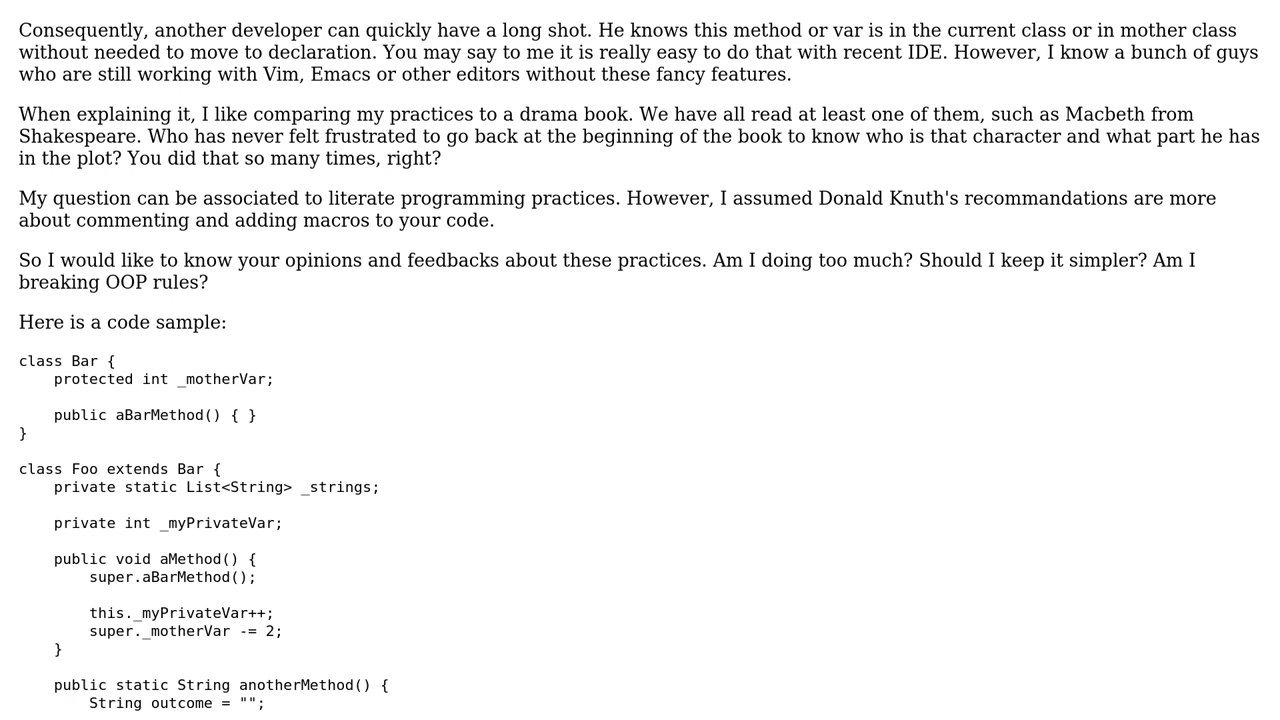 Consequently, another developer can quickly have a long shot. He knows this method or var is in the current class or in mother class
without needed to move to declaration. You may say to me it is really easy to do that with recent IDE. However, I know a bunch of guys
who are still working with Vim, Emacs or other editors without these fancy features.
When explaining it, I like comparing my practices to a drama book. We have all read at least one of them, such as Macbeth from
Shakespeare. Who has never felt frustrated to go back at the beginning of the book to know who is that character and what part he has
in the plot? You did that so many times, right?
My question can be associated to literate programming practices. However, I assumed Donald Knuth's recommandations are more
about commenting and adding macros to your code.
So I would like to know your opinions and feedbacks about these practices. Am I doing too much? Should I keep it simpler? Am I
breaking OOP rules?
Here is a code sample:
class Bar {
    protected int _motherVar;
    public aBarMethod() { }
}
class Foo extends Bar {
    private static List<String> _strings;
    private int _myPrivateVar;
    public void aMethod() {
        super.aBarMethod();
        this._myPrivateVar++;
        super._motherVar -= 2;
    }
    public static String anotherMethod() {
        String outcome = "";